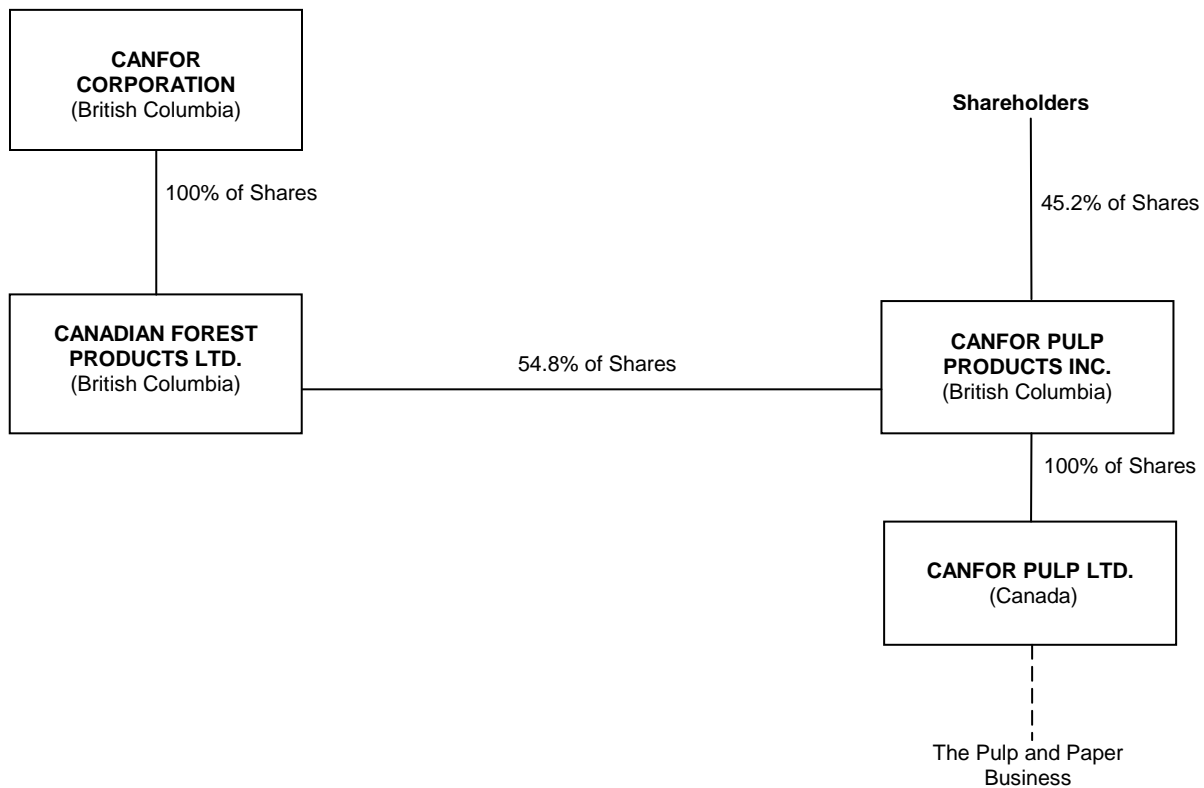 CANFOR
CORPORATION
(British Columbia)
Shareholders
100% of Shares
45.2% of Shares
CANADIAN FOREST
PRODUCTS LTD.
(British Columbia)
54.8% of Shares
CANFOR PULP
PRODUCTS INC.
(British Columbia)
100% of Shares
CANFOR PULP LTD.
(Canada)
The Pulp and Paper
Business